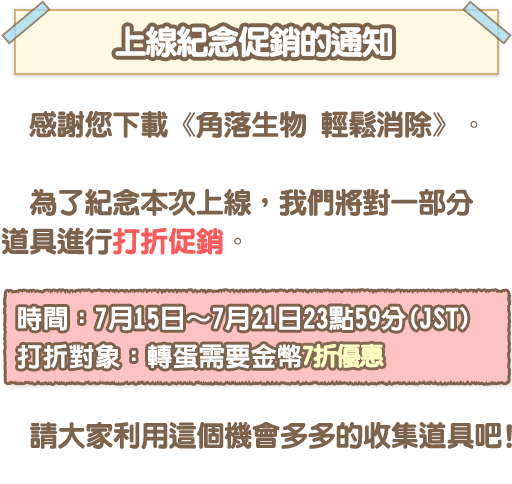 上線紀念促銷的通知
感謝您下載《角落生物 輕鬆消除》。
為了紀念本次上線，我們將對一部分
道具進行打折促銷。
時間：7月15日～7月21日23點59分(JST)
打折對象：轉蛋需要金幣7折優惠
請大家利用這個機會多多的收集道具吧!